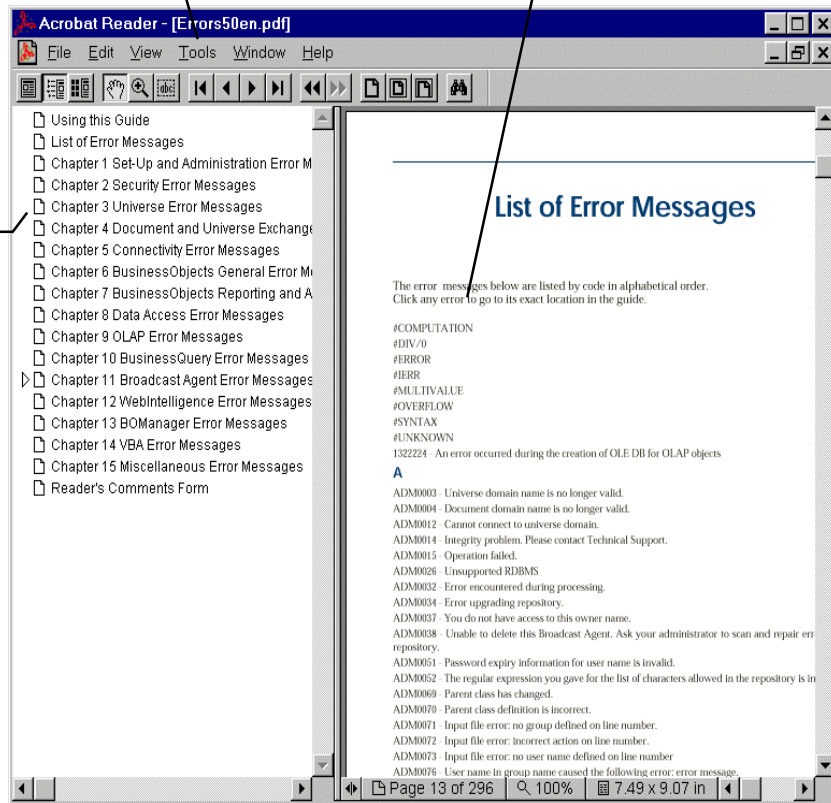 Acrobat Reader - [Errors50en.pdf]
File Edit View Tools Window Help
abc
Using this Guide
List of Error Messages
Chapter 1 Set-Up and Administration Error M
Chapter 2 Security Error Messages
Chapter 3 Universe Error Messages
Chapter 4 Document and Universe Exchange
Chapter 5 Connectivity Error Messages
Chapter 6 BusinessObjects General Error M
Chapter 7 BusinessObjects Reporting and A
Chapter 8 Data Access Error Messages
Chapter 9 OLAP Error Messages
Chapter 10 BusinessQuery Error Messages
Chapter 11 Broadcast Agent Error Messages
Chapter 12 WebIntelligence Error Messages
Chapter 13 BOManager Error Messages
Chapter 14 VBA Error Messages
Chapter 15 Miscellaneous Error Messages
Reader's Comments Form
List of Error Messages
The error messages below are listed by code in alphabetical order.
Click any error to go to its exact location in the guide.
#COMPUTATION
#DIV/0
#ERROR
#IERR
#MULTIVALUE
#OVERFLOW
#SYNTAX
#UNKNOWN
1322224 - An error occurred during the creation of OLE DB for OLAP objects
A
ADM0003 - Universe domain name is no longer valid.
ADM0004 - Document domain name is no longer valid.
ADM0012 - Cannot connect to universe domain.
ADM0014 - Integrity problem. Please contact Technical Support.
ADM0015 - Operation failed.
ADM0026 - Unsupported RDBMS
ADM0032 - Error encountered during processing.
ADM0034 - Error upgrading repository.
ADM0037 - You do not have access to this owner name.
ADM0038 - Unable to delete this Broadcast Agent. Ask your administrator to scan and repair err
repository.
ADM0051 - Password expiry information for user name is invalid.
ADM0052 - The regular expression you gave for the list of characters allowed in the repository is in
ADM0069 - Parent class has changed.
ADM0070 - Parent class definition is incorrect.
ADM0071 - Input file error: no group defined on line number.
ADM0072 - Input file error: incorrect action on line number.
ADM0073 - Input file error: no user name defined on line number
ADM0076 - User name in group name caused the following error: error message.
Page 13 of 296 100% 7.49 x 9.07 in